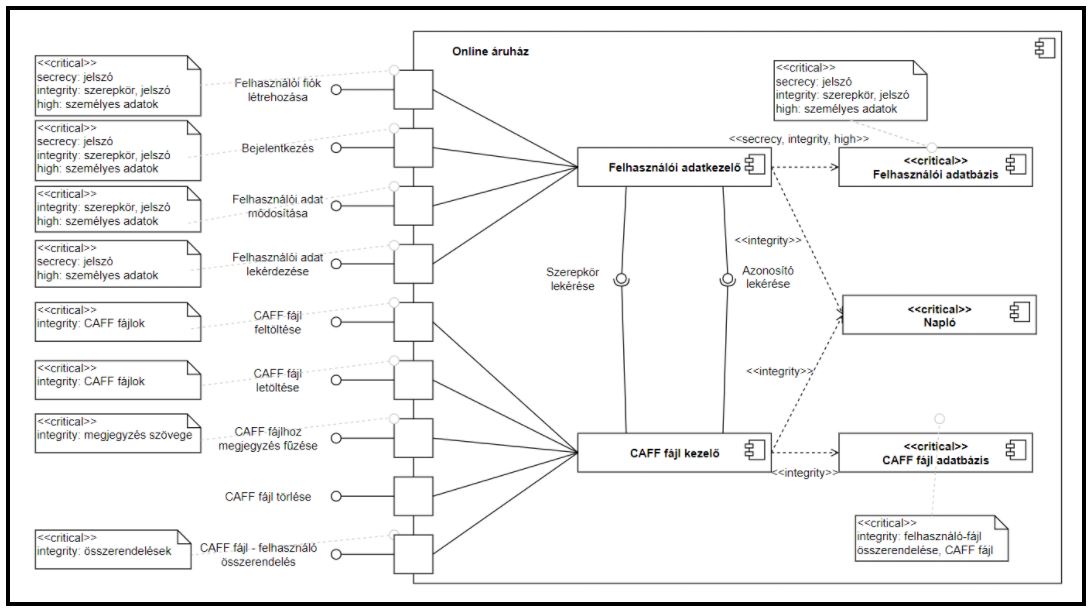 Online áruház
<<critical>>
secrecy: jelszó
integrity: szerepkör, jelszó
high: személyes adatok
Felhasználói fiók
létrehozása
<<critical>>
secrecy: jelszó
integrity: szerepkör, jelszó
high: személyes adatok
Bejelentkezés
<<critical>>
integrity: szerepkör, jelszó
high: személyes adatok
Felhasználói adat
módosítása
<<critical>>
secrecy: jelszó
high: személyes adatok
Felhasználói adat
lekérdezése
<<critical>>
integrity: CAFF fájlok
CAFF fájl
feltöltése
<<critical>>
integrity: CAFF fájlok
CAFF fájl
letöltése
<<critical>>
integrity: megjegyzés szövege
CAFF fájlhoz
megjegyzés fűzése
CAFF fájl törlése
<<critical>>
integrity: összerendelések
CAFF fájl - felhasználó
összerendelés
<<critical>>
secrecy: jelszó
integrity: szerepkör, jelszó
high: személyes adatok
<<secrecy, integrity, high>>
Felhasználói adatkezelő
<<critical>>
Felhasználói adatbázis
<<integrity>>
Szerepkör
lekérése
Azonosító
lekérése
<<critical>>
Napló
<<integrity>>
CAFF fájl kezelő
<<integrity>>
<<critical>>
CAFF fájl adatbázis
<<critical>>
integrity: felhasználó-fájl
összerendelése, CAFF fájl